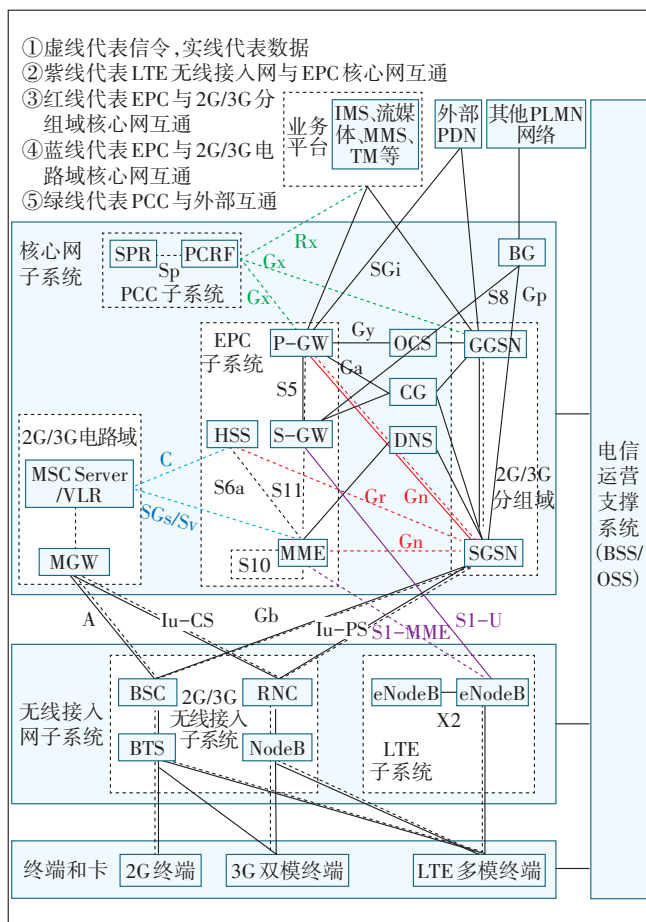 ①虚线代表信令,实线代表数据
②紫线代表LTE无线接入网与EPC核心网互通
③红线代表EPC与2G/3G分
组域核心网互通
④蓝线代表EPC与2G/3G电
路域核心网互通
⑤绿线代表PCC与外部互通
业务
平台
IMS、流媒
体、MMS、
TM等
外部
PDN
其他PLMN
网络
核心网
子系统
SPR
PCRF
Sp
PCC子系统
Rx
Gx
Gx
SGi
BG
S8
Gp
EPC
子系统
P-GW
Gy
OCS
GGSN
Ga
S5
CG
2G/3G电路域
HSS
S-GW
DNS
MSC Server
/VLR
C
S6a
S11
Gr
Gn
2G/3G
分组域
SGs/Sv
MGW
S10
MME
Gn
SGSN
电信
运营
支撑
系统
(BSS/
OSS)
A
Iu-CS
Gb
Iu-PS
S1-MME
S1-U
无线接入
网子系统
BSC
2G/3G
无线接入
子系统
RNC
BTS
NodeB
eNodeB
eNodeB
X2
LTE
子系统
终端和卡
2G终端
3G双模终端
LTE多模终端